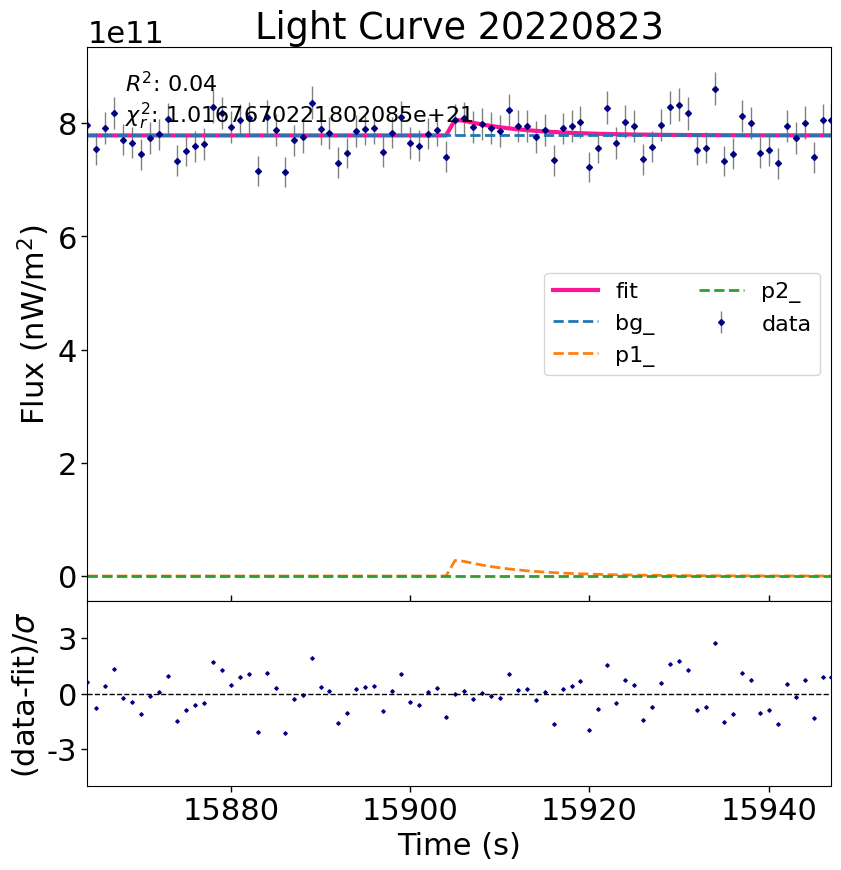 Light Curve 20220823
1e11
R²: 0.04
χ²ᵣ: 1.0167670221802085e+21
8
6
4
2
0
Flux (nW/m²)
fit
bg_
p1_
p2_
data
3
0
-3
(data-fit)/σ
15880 15900 15920 15940
Time (s)